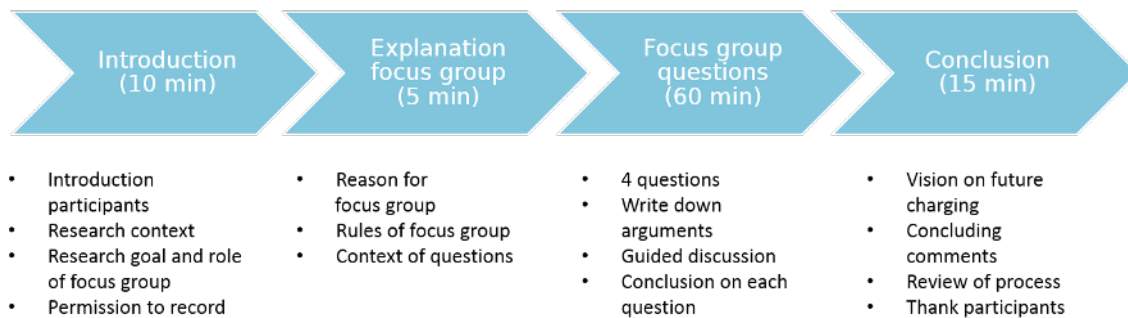 Introduction
(10 min)
Explanation
focus group
(5 min)
Focus group
questions
(60 min)
Conclusion
(15 min)
• Introduction
participants
• Research context
• Research goal and role
of focus group
• Permission to record
• Reason for
focus group
• Rules of focus group
• Context of questions
• 4 questions
• Write down
arguments
• Guided discussion
• Conclusion on each
question
• Vision on future
charging
• Concluding
comments
• Review of process
• Thank participants